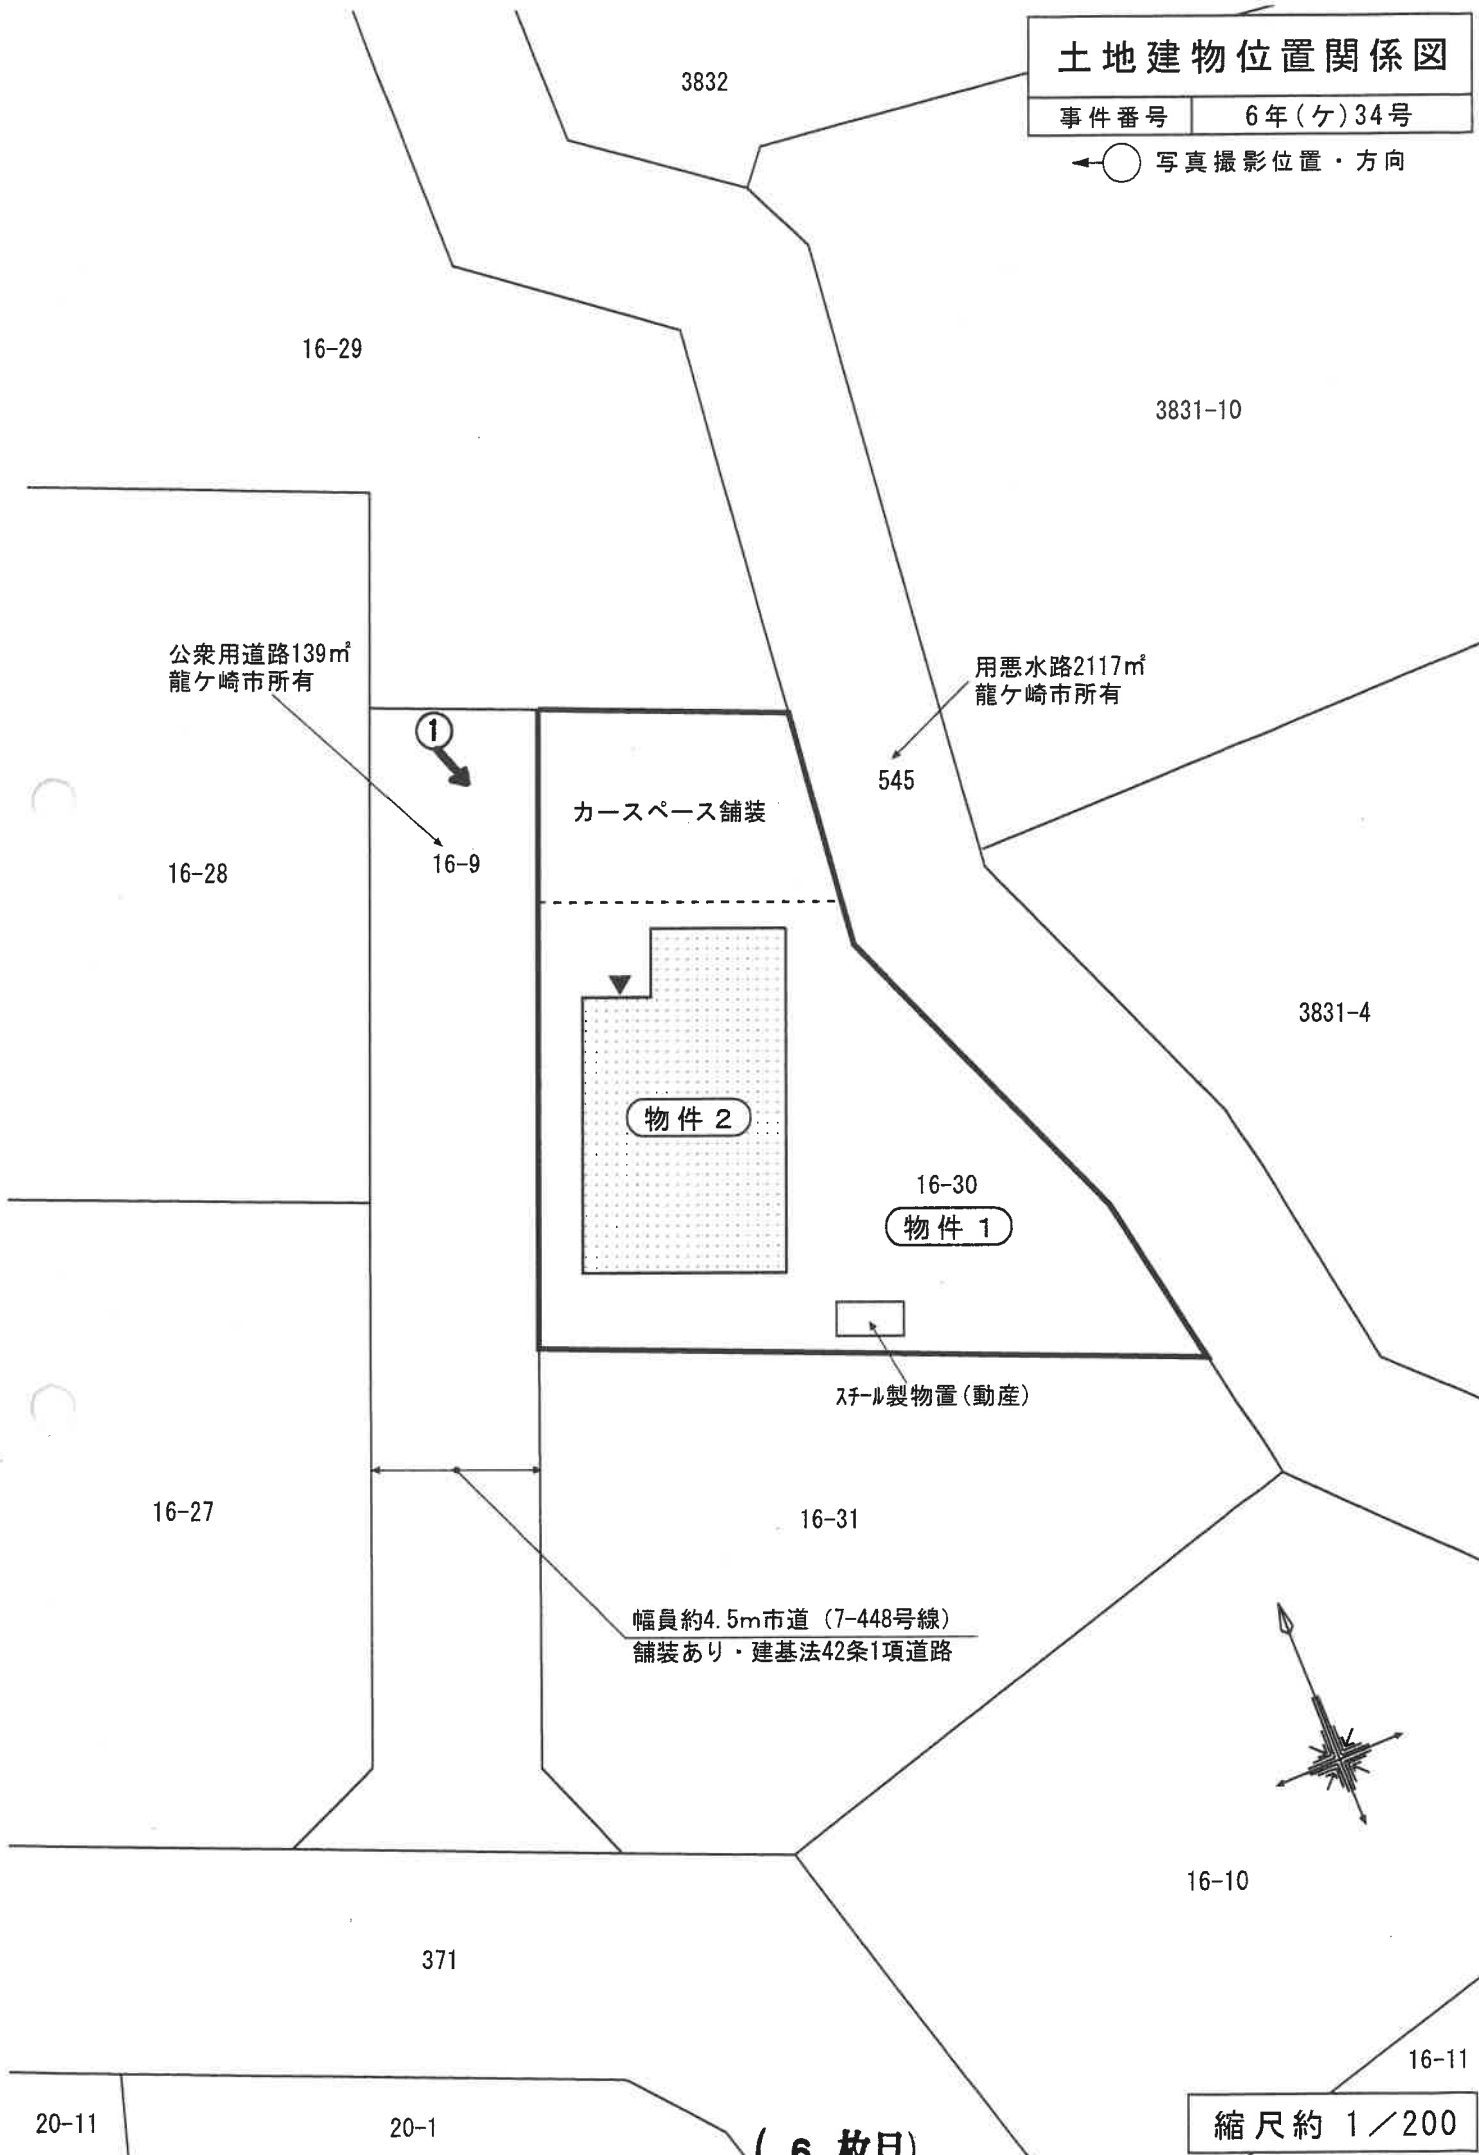 土地建物位置関係図
事件番号 6年(ケ)34号
写真撮影位置・方向
3832
16-29
3831-10
公衆用道路139㎡
龍ケ崎市所有
用悪水路2117㎡
龍ケ崎市所有
1
545
カースペース舗装
16-28
16-9
3831-4
物件 2
16-30
物件 1
スチール製物置(動産)
16-27
16-31
幅員約4.5m市道 (7-448号線)
舗装あり・建基法42条1項道路
16-10
371
16-11
縮尺約 1/200
20-11
20-1
( 6 枚目)